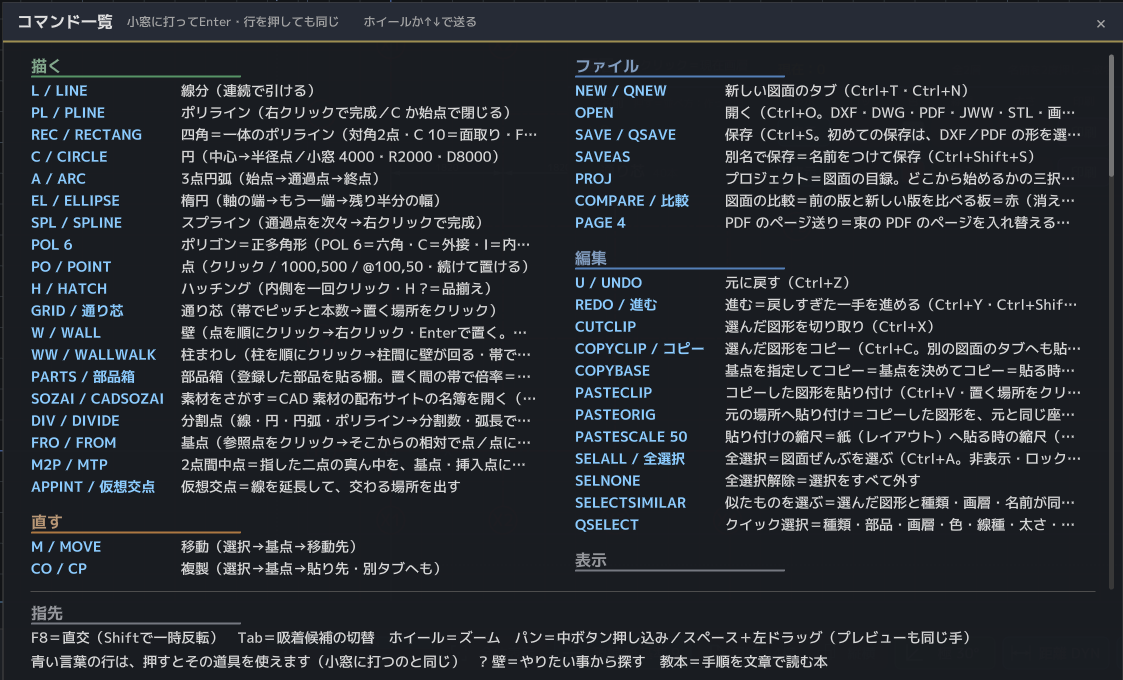 コマンド一覧 小窓に打ってEnter・行を押しても同じ ホイールか↑↓で送る ×
描く
L / LINE 線分（連続で引ける）
PL / PLINE ポリライン（右クリックで完成／C か始点で閉じる）
REC / RECTANG 四角＝一体のポリライン（対角2点・C 10＝面取り・F…
C / CIRCLE 円（中心→半径点／小窓 4000・R2000・D8000）
A / ARC 3点円弧（始点→通過点→終点）
EL / ELLIPSE 楕円（軸の端→もう一端→残り半分の幅）
SPL / SPLINE スプライン（通過点を次々→右クリックで完成）
POL 6 ポリゴン＝正多角形（POL 6＝六角・C＝外接・I＝内…
PO / POINT 点（クリック / 1000,500 / @100,50・続けて置ける）
H / HATCH ハッチング（内側を一回クリック・H ?＝品揃え）
GRID / 通り芯 通り芯（帯でピッチと本数→置く場所をクリック）
W / WALL 壁（点を順にクリック→右クリック・Enterで置く。…
WW / WALLWALK 柱まわし（柱を順にクリック→柱間に壁が回る・帯で…
PARTS / 部品箱 部品箱（登録した部品を貼る棚。置く間の帯で倍率＝…
SOZAI / CADSOZAI 素材をさがす＝CAD 素材の配布サイトの名簿を開く（…
DIV / DIVIDE 分割点（線・円・円弧・ポリライン→分割数・弧長で…
FRO / FROM 基点（参照点をクリック→そこからの相対で点／点に…
M2P / MTP 2点間中点＝指した二点の真ん中を、基点・挿入点に…
APPINT / 仮想交点 仮想交点＝線を延長して、交わる場所を出す
直す
M / MOVE 移動（選択→基点→移動先）
CO / CP 複製（選択→基点→貼り先・別タブへも）
ファイル
NEW / QNEW 新しい図面のタブ（Ctrl+T・Ctrl+N）
OPEN 開く（Ctrl+O。DXF・DWG・PDF・JWW・STL・画…
SAVE / QSAVE 保存（Ctrl+S。初めての保存は、DXF／PDF の形を選…
SAVEAS 別名で保存＝名前をつけて保存（Ctrl+Shift+S）
PROJ プロジェクト＝図面の目録。どこから始めるかの三択…
COMPARE / 比較 図面の比較＝前の版と新しい版を比べる板＝赤（消え…
PAGE 4 PDF のページ送り＝束の PDF のページを入れ替える…
編集
U / UNDO 元に戻す（Ctrl+Z）
REDO / 進む 進む＝戻しすぎた一手を進める（Ctrl+Y・Ctrl+Shif…
CUTCLIP 選んだ図形を切り取り（Ctrl+X）
COPYCLIP / コピー 選んだ図形をコピー（Ctrl+C。別の図面のタブへも貼…
COPYBASE 基点を指定してコピー＝基点を決めてコピー＝貼る時…
PASTECLIP コピーした図形を貼り付け（Ctrl+V・置く場所をクリ…
PASTEORIG 元の場所へ貼り付け＝コピーした図形を、元と同じ座…
PASTESCALE 50 貼り付けの縮尺＝紙（レイアウト）へ貼る時の縮尺（…
SELALL / 全選択 全選択＝図面ぜんぶを選ぶ（Ctrl+A。非表示・ロック…
SELNONE 全選択解除＝選択をすべて外す
SELECTSIMILAR 似たものを選ぶ＝選んだ図形と種類・画層・名前が同…
QSELECT クイック選択＝種類・部品・画層・色・線種・太さ・…
表示
指先
F8＝直交（Shiftで一時反転） Tab＝吸着候補の切替 ホイール＝ズーム パン＝中ボタン押し込み／スペース＋左ドラッグ（プレビューも同じ手）
青い言葉の行は、押すとその道具を使えます（小窓に打つのと同じ） ? 壁＝やりたい事から探す 教本＝手順を文章で読む本